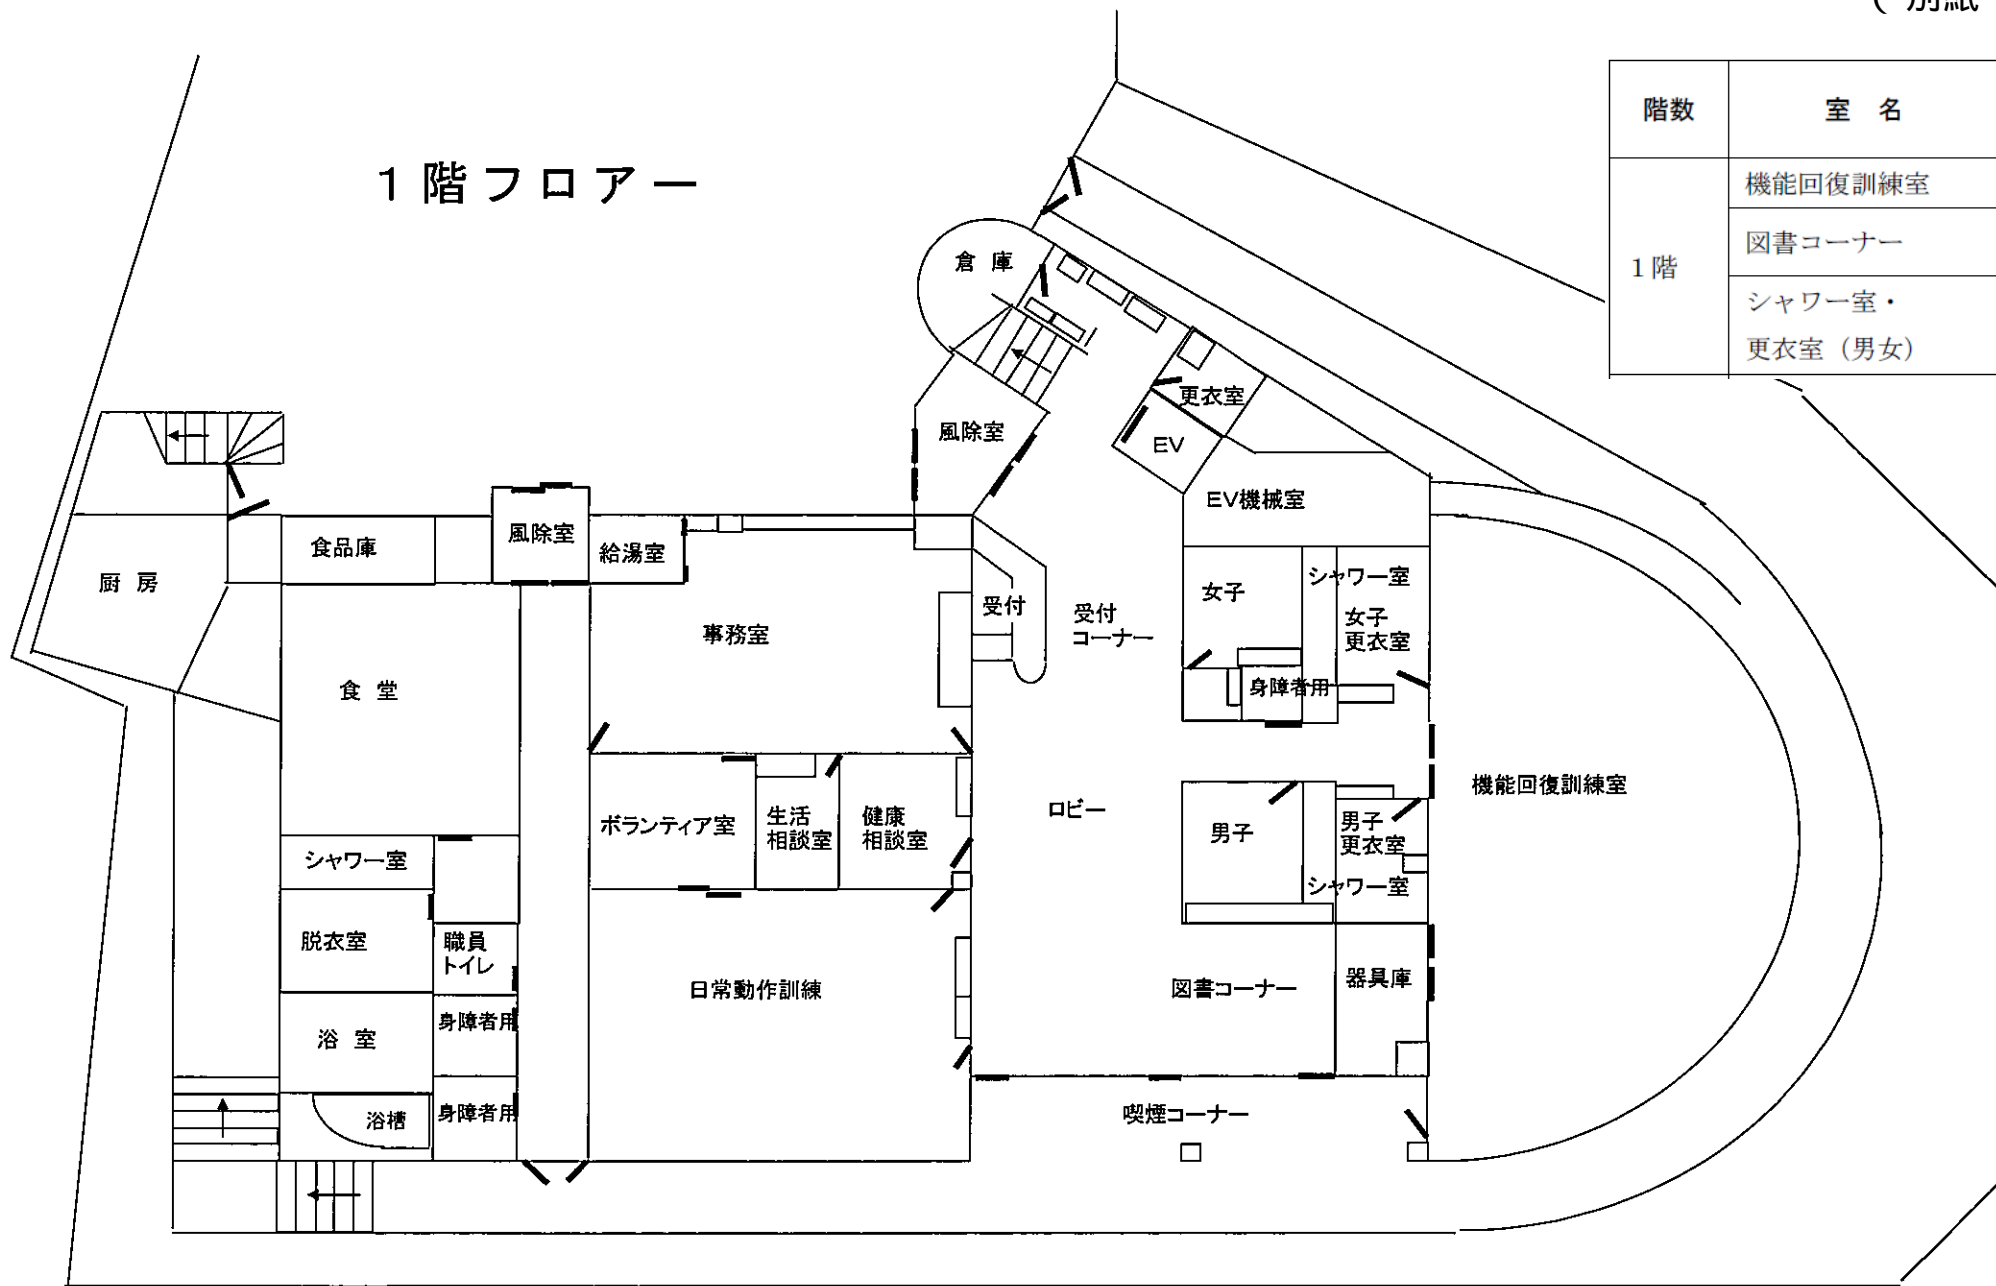 （別紙
階数
室　名
1階
機能回復訓練室
図書コーナー
シャワー室・
更衣室（男女）
1階フロアー
倉 庫
更衣室
風除室
EV
EV機械室
食品庫
風除室
給湯室
厨 房
シャワー室
女子
受付
受付
コーナー
女子
更衣室
事務室
食 堂
身障者用
機能回復訓練室
ロビー
ボランティア室
生活
相談室
健康
相談室
男子
男子
更衣室
シャワー室
シャワー室
脱衣室
職員
トイレ
日常動作訓練
図書コーナー
器具庫
浴 室
身障者用
浴槽
身障者用
喫煙コーナー